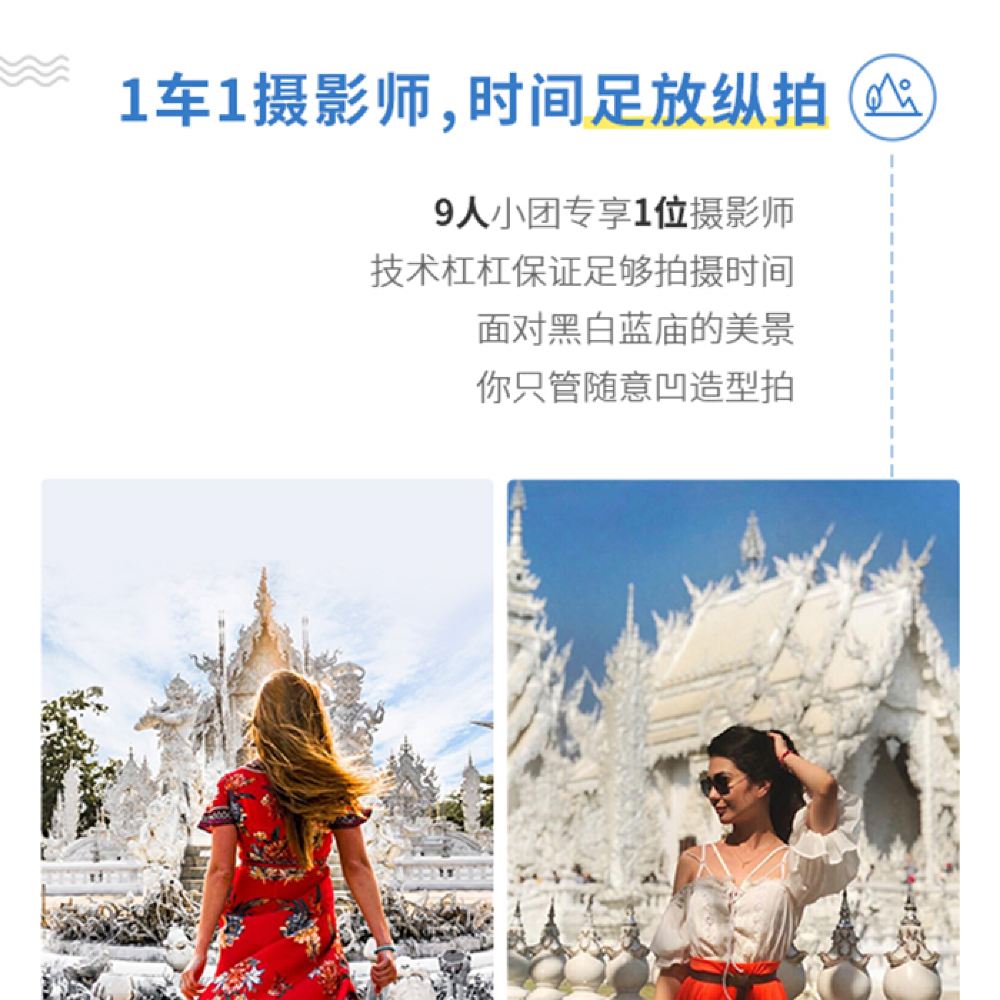 1车1摄影师,时间足放纵拍
9人小团专享1位摄影师
技术杠杠保证足够拍摄时间
面对黑白蓝庙的美景
你只管随意凹造型拍